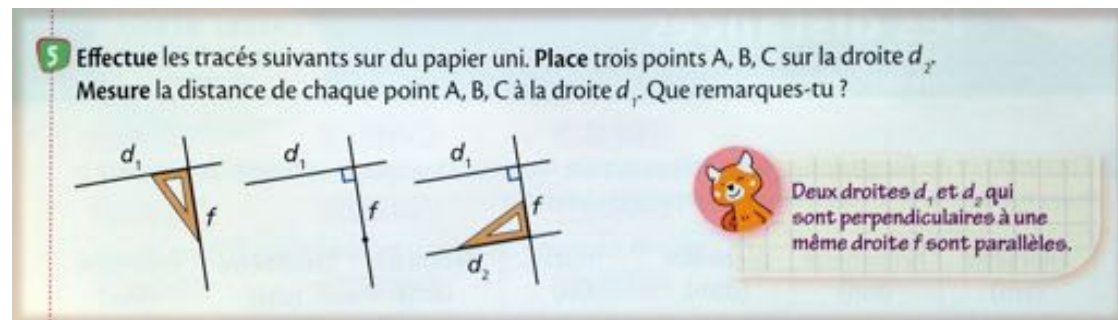 5 Effectue les tracés suivants sur du papier uni. Place trois points A, B, C sur la droite d₂.
Mesure la distance de chaque point A, B, C à la droite d₁. Que remarques-tu ?
d₁
f
d₁
f
d₁
f
d₂
Deux droites d₁ et d₂ qui
sont perpendiculaires à une
même droite f sont parallèles.